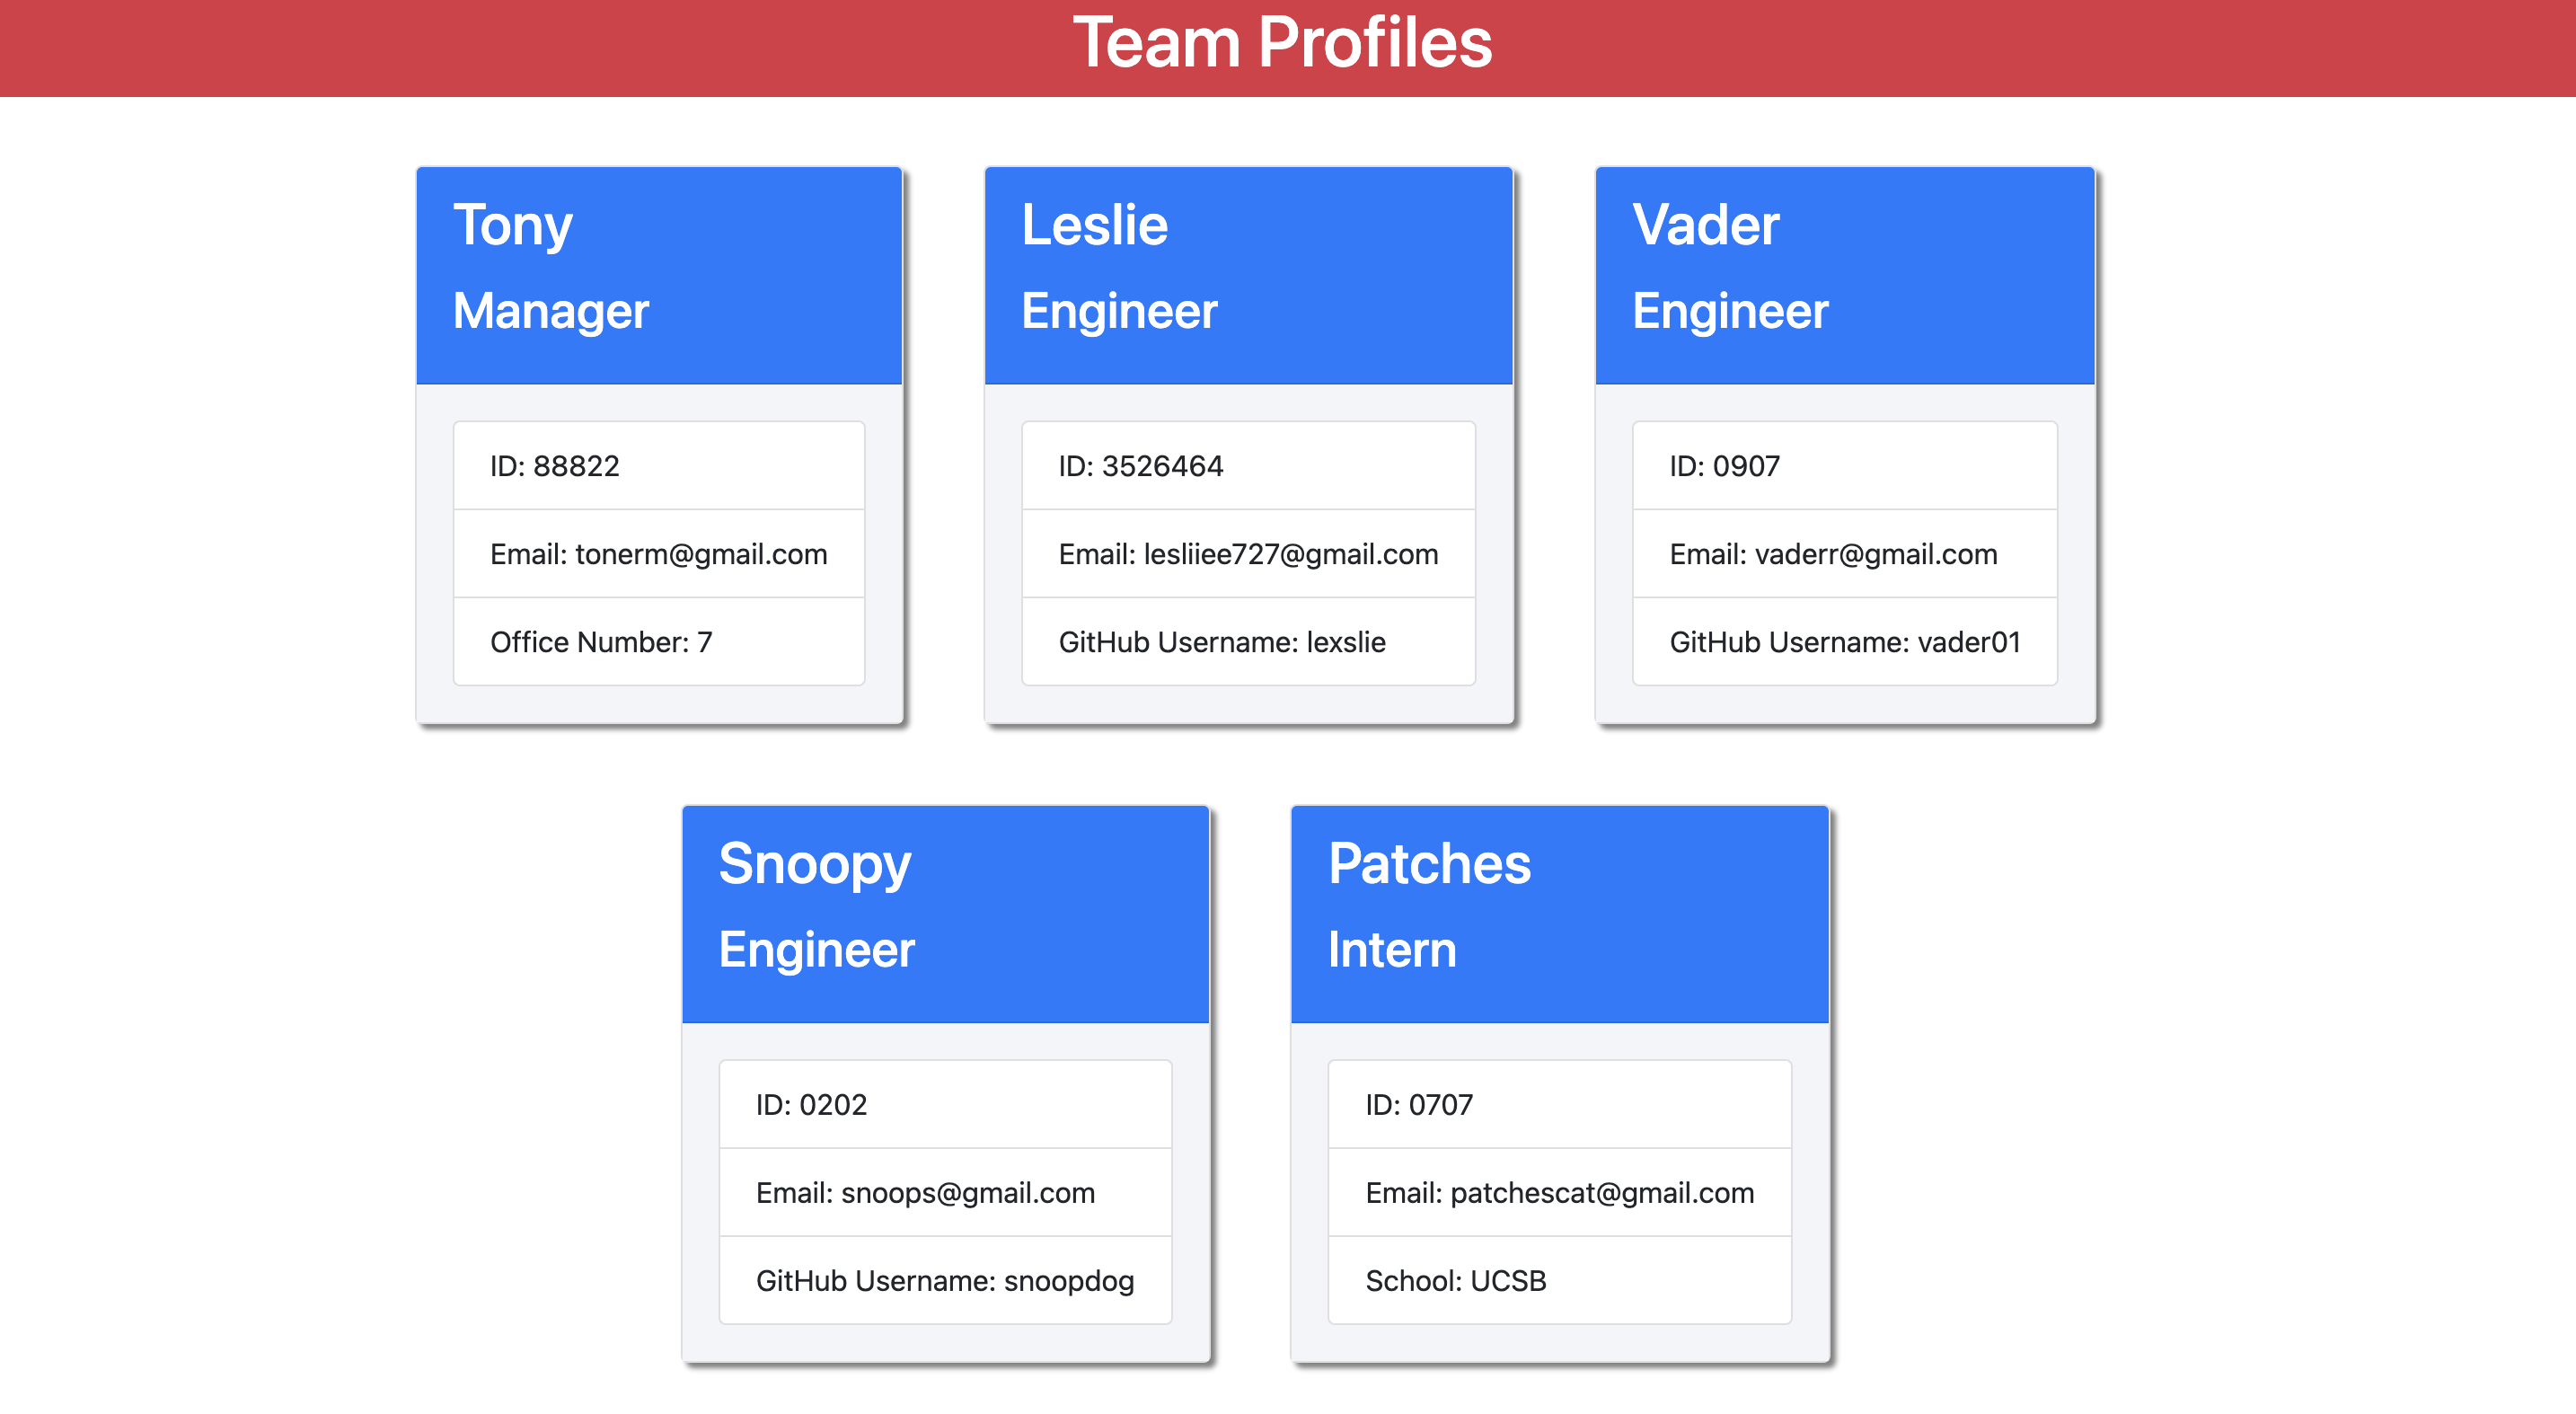 Team Profiles
Tony
Manager
ID: 88822
Email: tonerm@gmail.com
Office Number: 7
Leslie
Engineer
ID: 3526464
Email: lesliiee727@gmail.com
GitHub Username: lexslie
Vader
Engineer
ID: 0907
Email: vaderr@gmail.com
GitHub Username: vader01
Snoopy
Engineer
ID: 0202
Email: snoops@gmail.com
GitHub Username: snoopdog
Patches
Intern
ID: 0707
Email: patchescat@gmail.com
School: UCSB